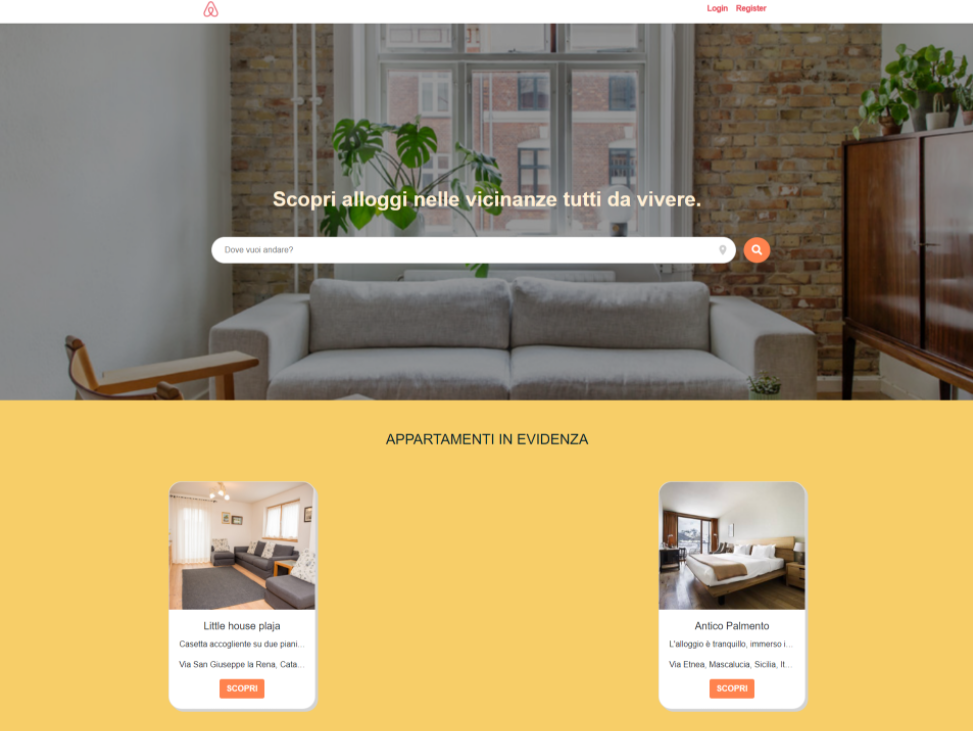 Login Register
Scopri alloggi nelle vicinanze tutti da vivere.
Dove vuoi andare?
APPARTAMENTI IN EVIDENZA
Little house plaja
Casetta accogliente su due piani...
Via San Giuseppe la Rena, Cata...
SCOPRI
Antico Palmento
L'alloggio è tranquillo, immerso i...
Via Etnea, Mascalucia, Sicilia, It...
SCOPRI